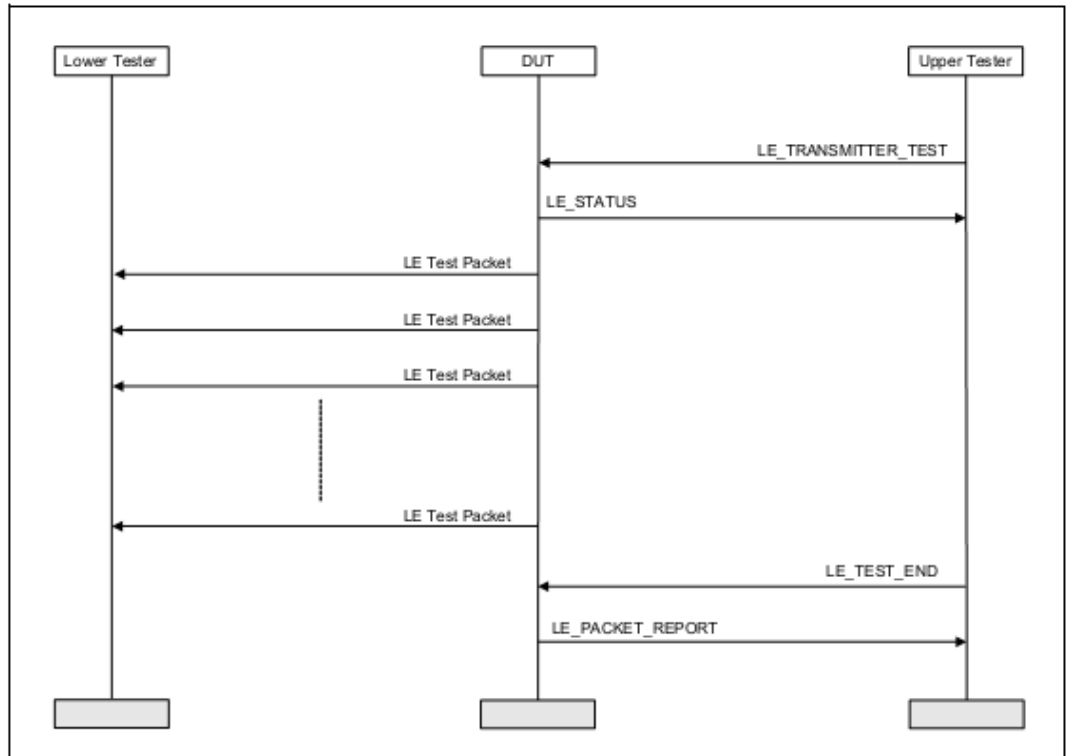 Lower Tester
DUT
Upper Tester
LE_TRANSMITTER_TEST
LE_STATUS
LE Test Packet
LE Test Packet
LE Test Packet
LE Test Packet
LE_TEST_END
LE_PACKET_REPORT